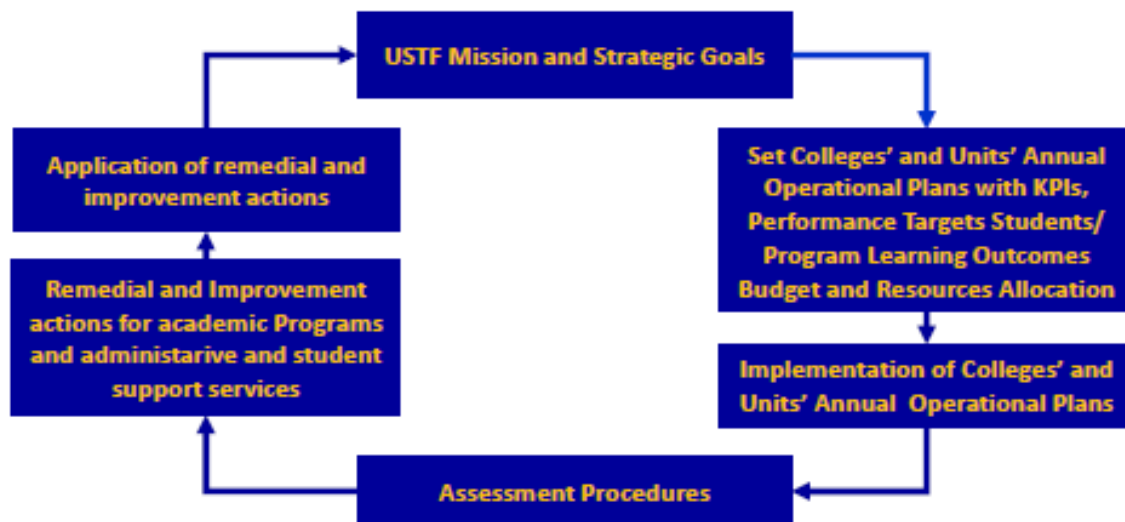 USTF Mission and Strategic Goals
Set Colleges’ and Units’ Annual
Operational Plans with KPIs,
Performance Targets Students/
Program Learning Outcomes
Budget and Resources Allocation
Implementation of Colleges’ and
Units’ Annual Operational Plans
Assessment Procedures
Remedial and Improvement
actions for academic Programs
and administarive and student
support services
Application of remedial and
improvement actions